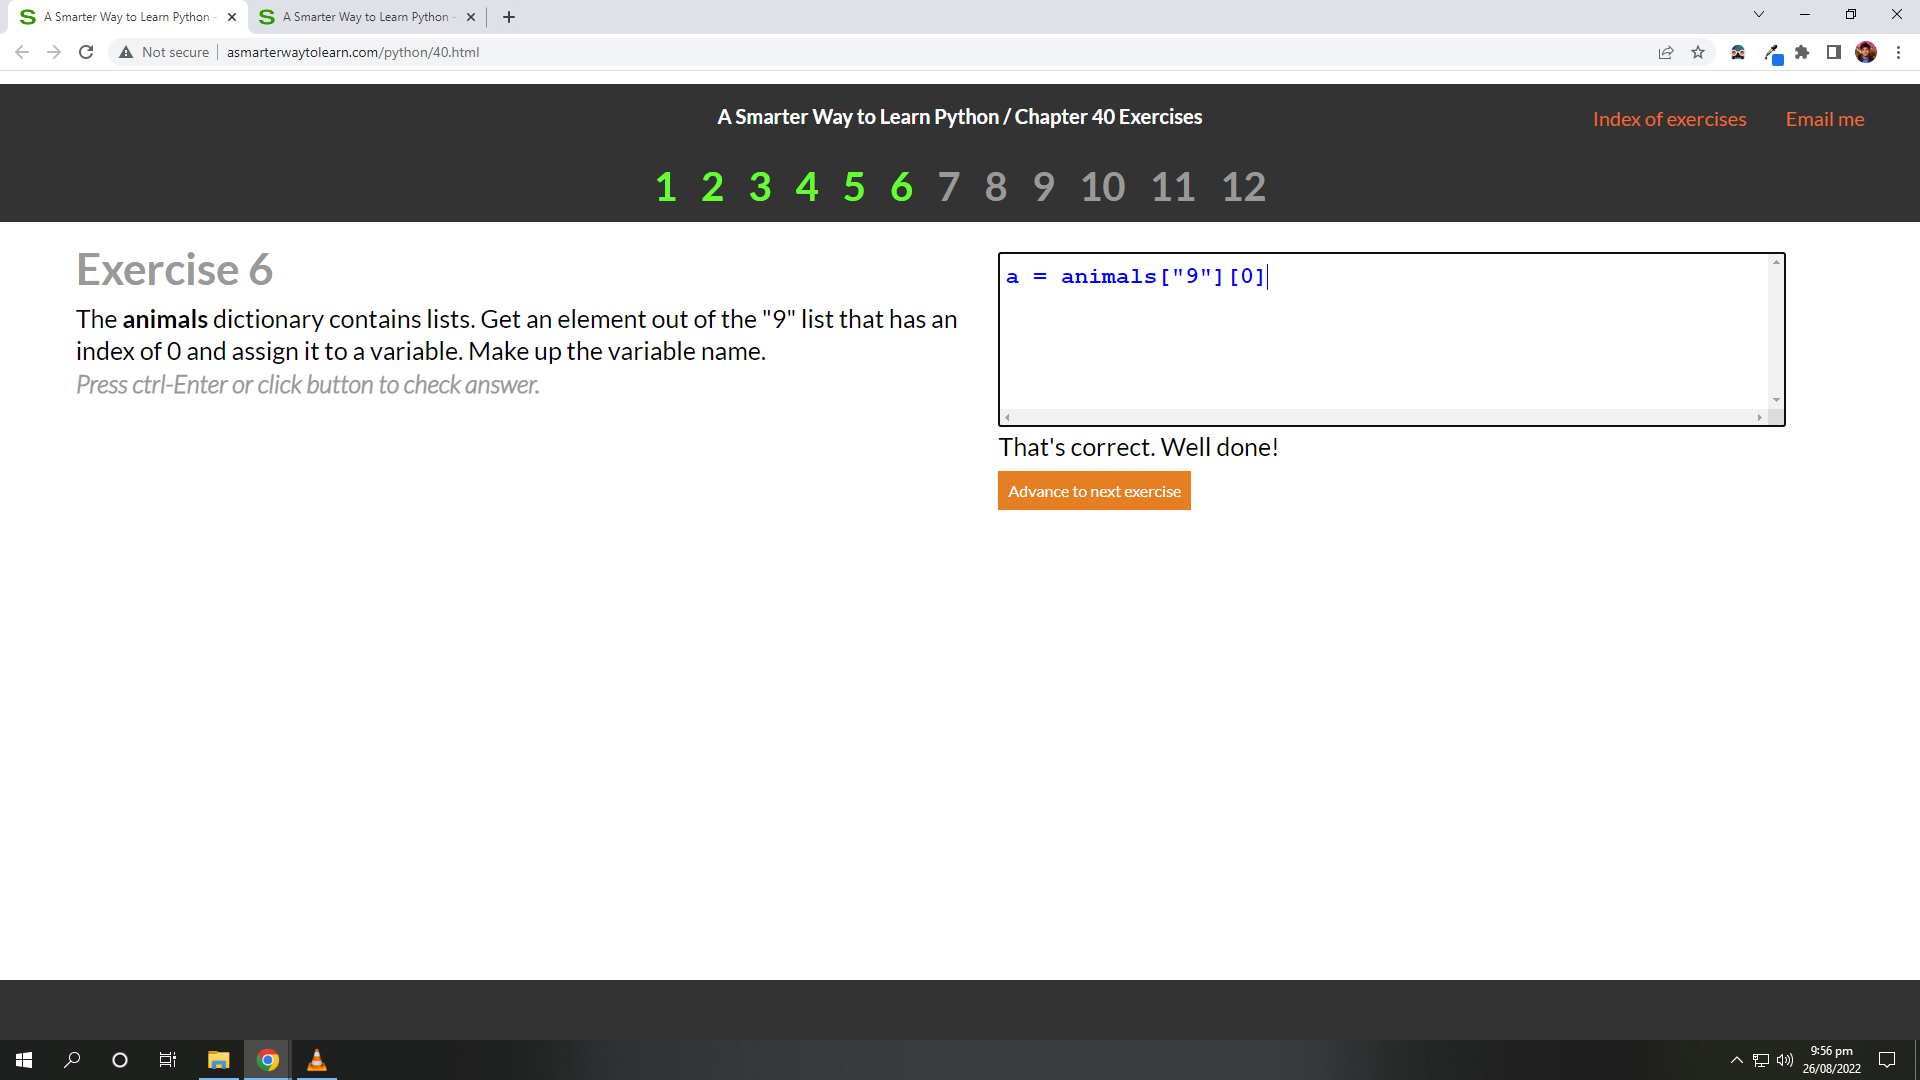 A Smarter Way to Learn Python -
A Smarter Way to Learn Python -
Not secure
asmarterwaytolearn.com/python/40.html
A Smarter Way to Learn Python / Chapter 40 Exercises
Index of exercises
Email me
1 2 3 4 5 6 7 8 9 10 11 12
Exercise 6
The animals dictionary contains lists. Get an element out of the "9" list that has an
index of 0 and assign it to a variable. Make up the variable name.
Press ctrl-Enter or click button to check answer.
a = animals["9"][0]
That's correct. Well done!
Advance to next exercise
9:56 pm
26/08/2022